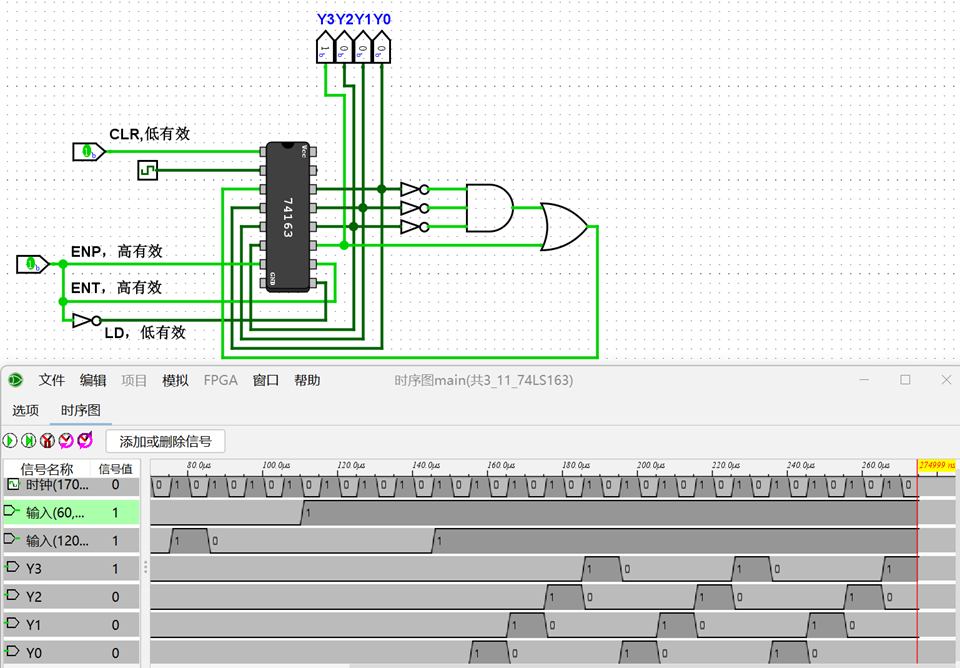 Y3Y2Y1Y0
1 0 0 0
b b b b
CLR,低有效
1 b
Vcc
74163
GND
ENP，高有效
1 b
ENT，高有效
LD，低有效
文件 编辑 项目 模拟 FPGA 窗口 帮助 时序图main(共3_11_74LS163)
选项 时序图
添加或删除信号
信号名称 信号值 80.0μs 100.0μs 120.0μs 140.0μs 160.0μs 180.0μs 200.0μs 220.0μs 240.0μs 260.0μs 274999 ns
时钟(170... 0 0 1 0 1 0 1 0 1 0 1 0 1 0 1 0 1 0 1 0 1 0 1 0 1 0 1 0 1 0 1 0 1 0 1 0 1 0 1 0 1 0
输入(60,... 1 1
输入(120... 1 1 0 1
Y3 1 1 0 1 0 1
Y2 0 1 0 1 0 1 0
Y1 0 1 0 1 0 1 0
Y0 0 1 0 1 0 1 0